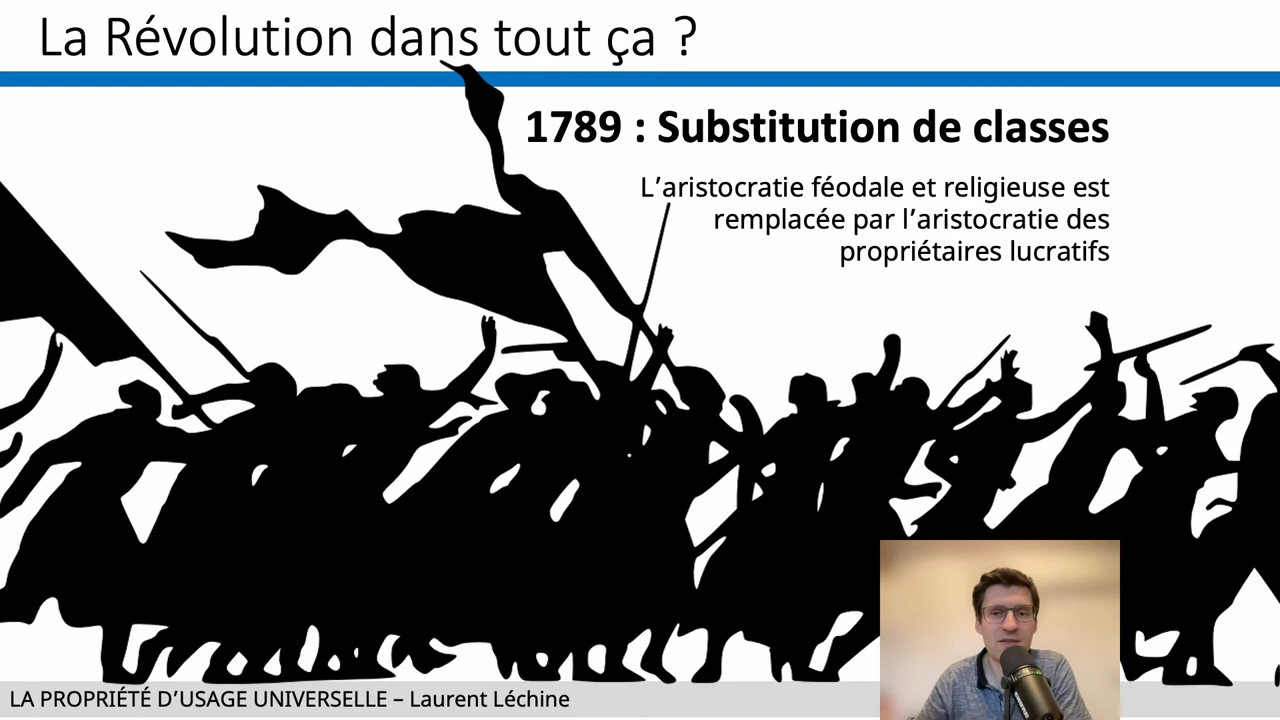 La Révolution dans tout ça ?
1789 : Substitution de classes
L’aristocratie féodale et religieuse est
remplacée par l’aristocratie des
propriétaires lucratifs
LA PROPRIÉTÉ D’USAGE UNIVERSELLE – Laurent Léchine